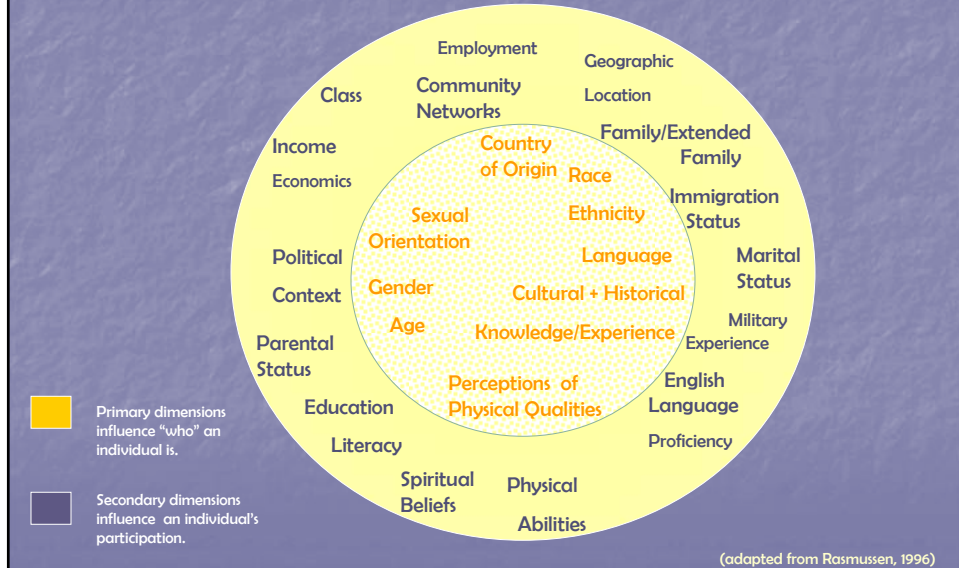 Employment
Geographic
Location
Community
Networks
Class
Income
Economics
Family/Extended
Family
Immigration
Status
Marital
Status
Military
Experience
English
Language
Proficiency
Physical
Abilities
Spiritual
Beliefs
Literacy
Education
Parental
Status
Political
Context
Country
of Origin
Race
Ethnicity
Language
Cultural + Historical
Knowledge/Experience
Perceptions of
Physical Qualities
Age
Gender
Sexual
Orientation
Primary dimensions
influence "who" an
individual is.
Secondary dimensions
influence an individual's
participation.
(adapted from Rasmussen, 1996)